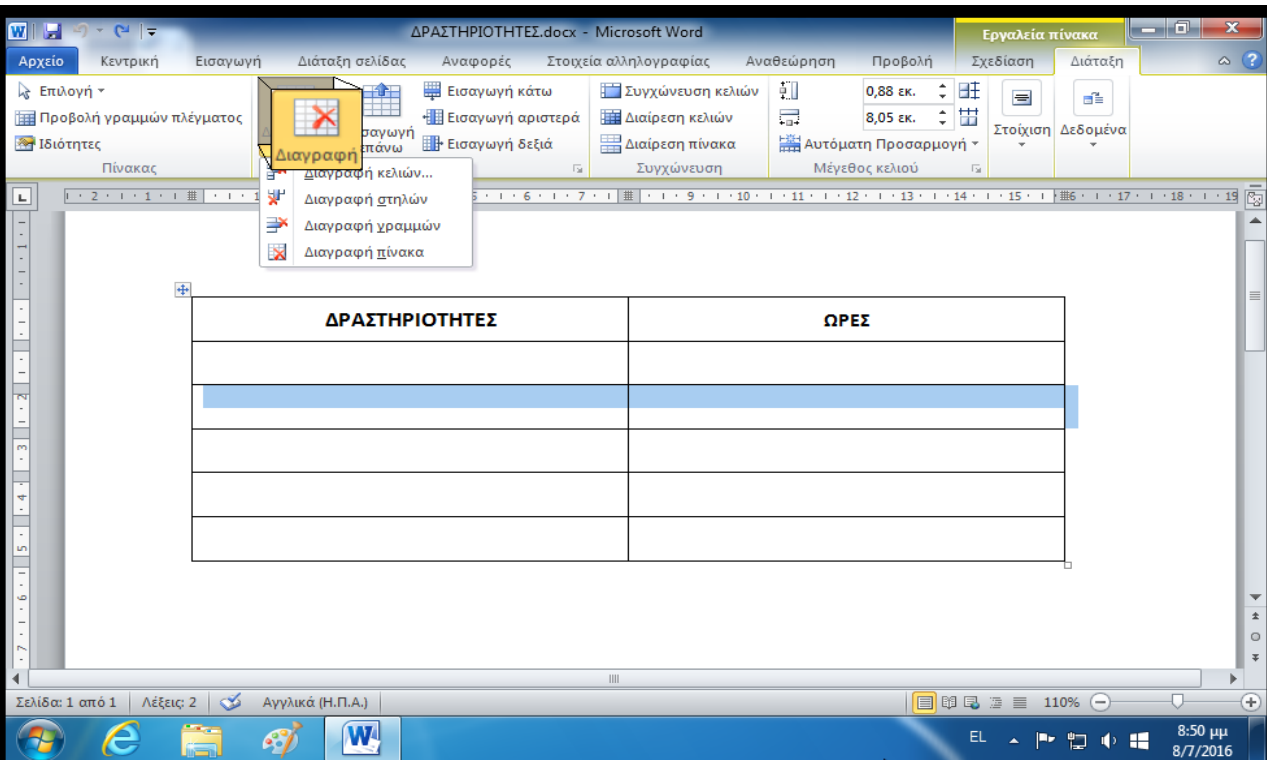 ΔΡΑΣΤΗΡΙΟΤΗΤΕΣ.docx - Microsoft Word
Εργαλεία πίνακα
Αρχείο Κεντρική Εισαγωγή Διάταξη σελίδας Αναφορές Στοιχεία αλληλογραφίας Αναθεώρηση Προβολή Σχεδίαση Διάταξη
Επιλογή
Προβολή γραμμών πλέγματος
Ιδιότητες
Πίνακας
Διαγραφή
επάνω
Εισαγωγή κάτω
Εισαγωγή αριστερά
Εισαγωγή δεξιά
Συγχώνευση κελιών
Διαίρεση κελιών
Διαίρεση πίνακα
Συγχώνευση
0,88 εκ.
8,05 εκ.
Αυτόματη Προσαρμογή
Μέγεθος κελιού
Στοίχιση
Δεδομένα
Διαγραφή κελιών...
Διαγραφή στηλών
Διαγραφή γραμμών
Διαγραφή πίνακα
ΔΡΑΣΤΗΡΙΟΤΗΤΕΣ ΩΡΕΣ
Σελίδα: 1 από 1 Λέξεις: 2 Αγγλικά (Η.Π.Α.) 110%
EL
8:50 μμ
8/7/2016